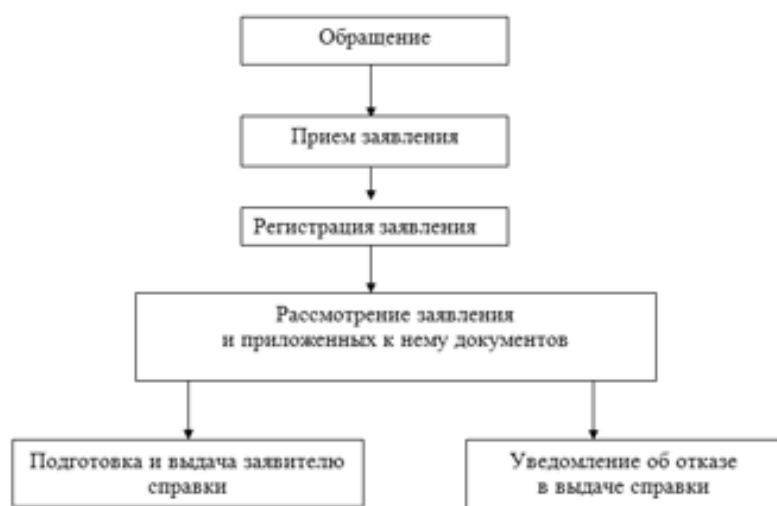 Обращение
Прием заявления
Регистрация заявления
Рассмотрение заявления
и приложенных к нему документов
Подготовка и выдача заявителю
справки
Уведомление об отказе
в выдаче справки